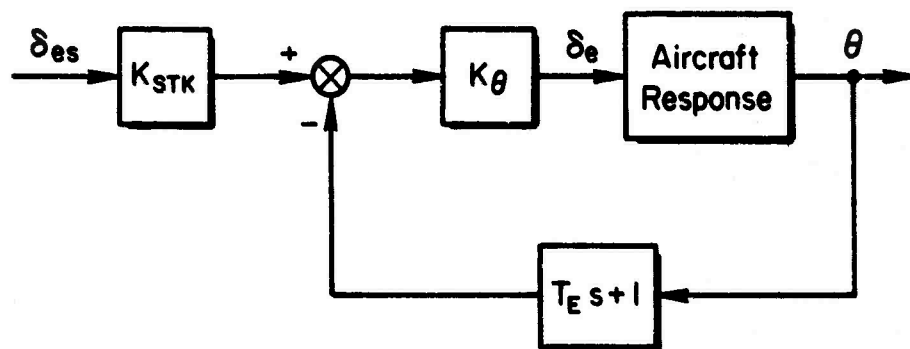 δes
KSTK
+
−
Kθ
δe
Aircraft
Response
θ
TE s + 1